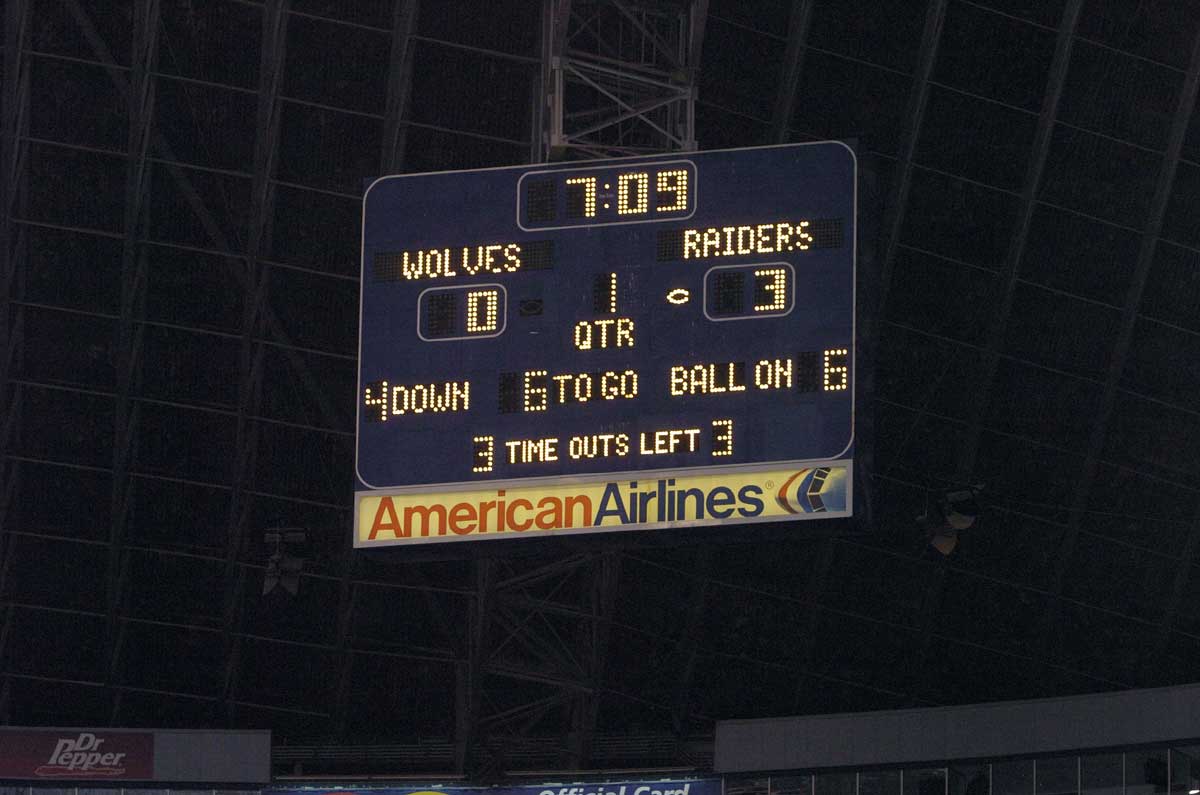 7:09
WOLVES RAIDERS
0 1 3
QTR
4 DOWN 6 TO GO BALL ON 6
3 TIME OUTS LEFT 3
AmericanAirlines®
Dr Pepper
Official Card